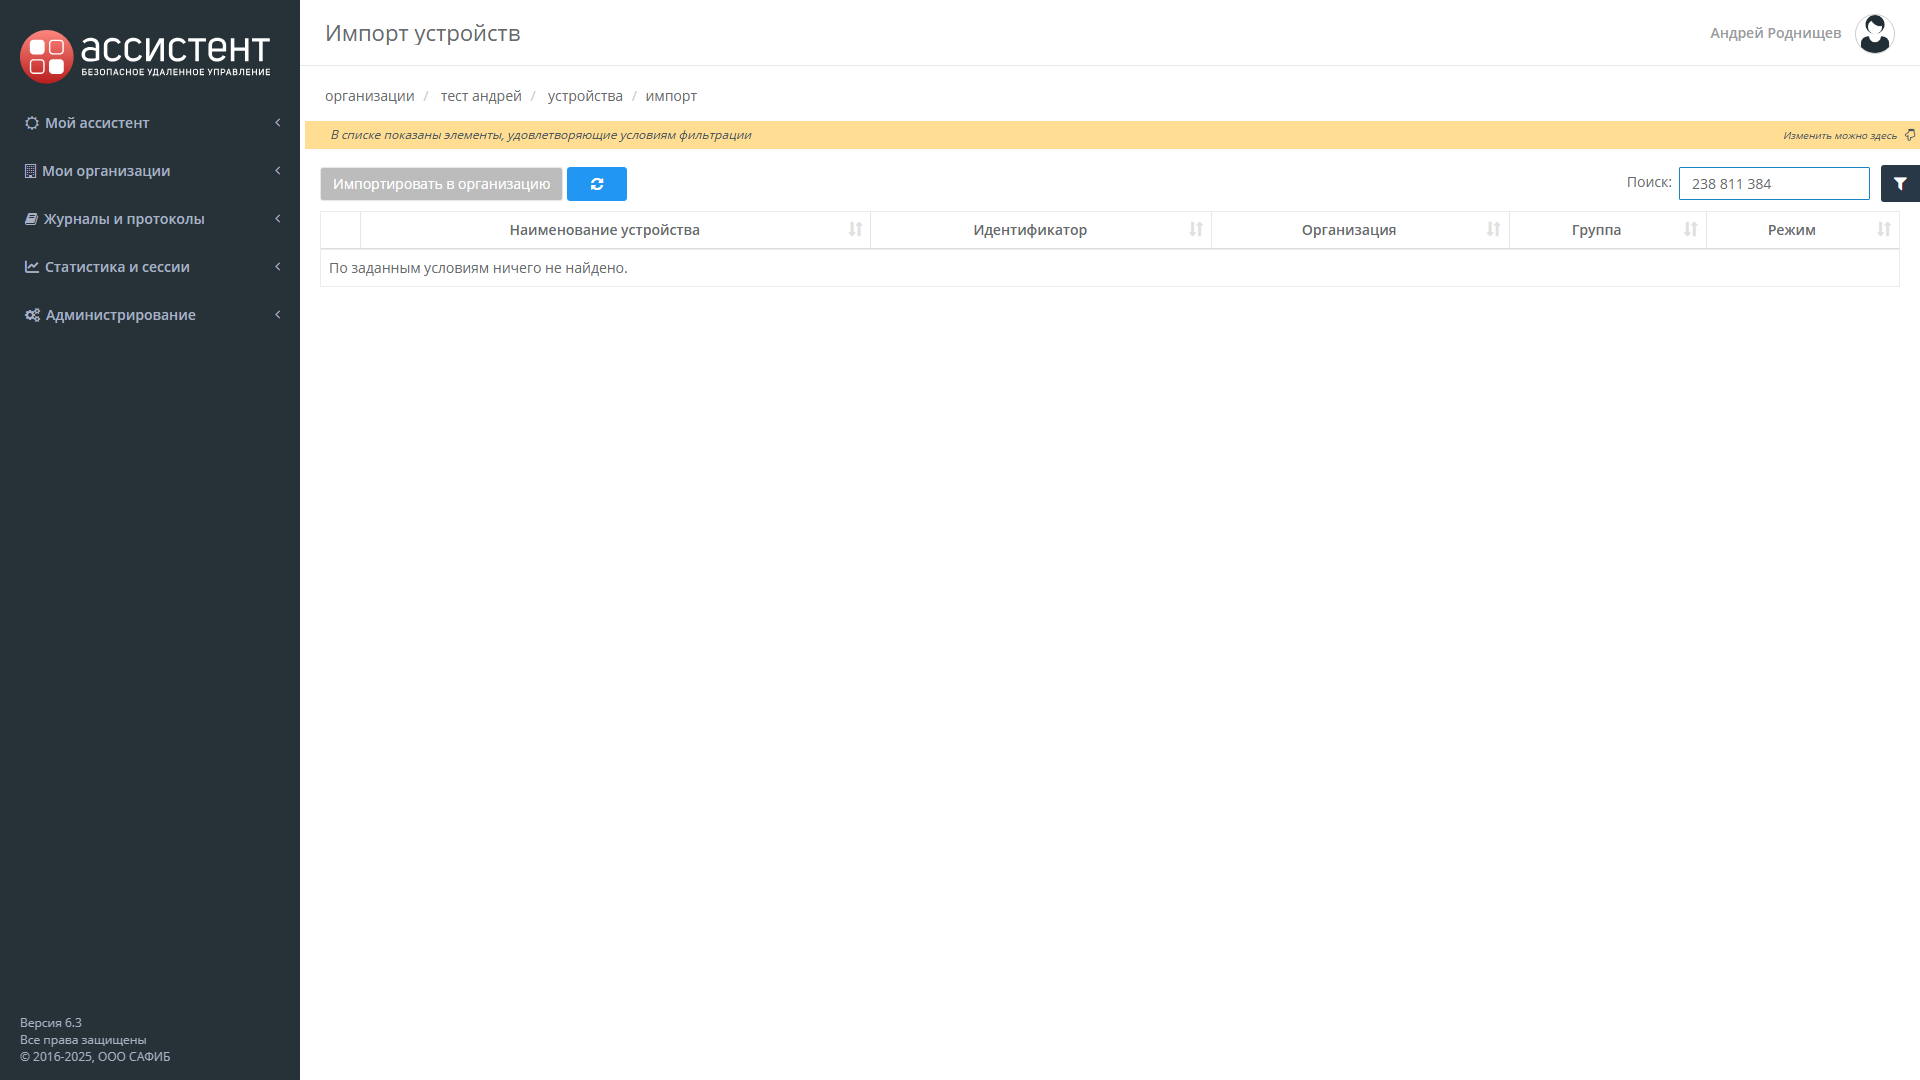 ассистент
БЕЗОПАСНОЕ УДАЛЕННОЕ УПРАВЛЕНИЕ
Мой ассистент
Мои организации
Журналы и протоколы
Статистика и сессии
Администрирование
Версия 6.3
Все права защищены
© 2016-2025, ООО САФИБ
Импорт устройств
Андрей Роднищев
организации / тест андрей / устройства / импорт
В списке показаны элементы, удовлетворяющие условиям фильтрации
Изменить можно здесь
Импортировать в организацию
Поиск: 238 811 384
Наименование устройства Идентификатор Организация Группа Режим
По заданным условиям ничего не найдено.